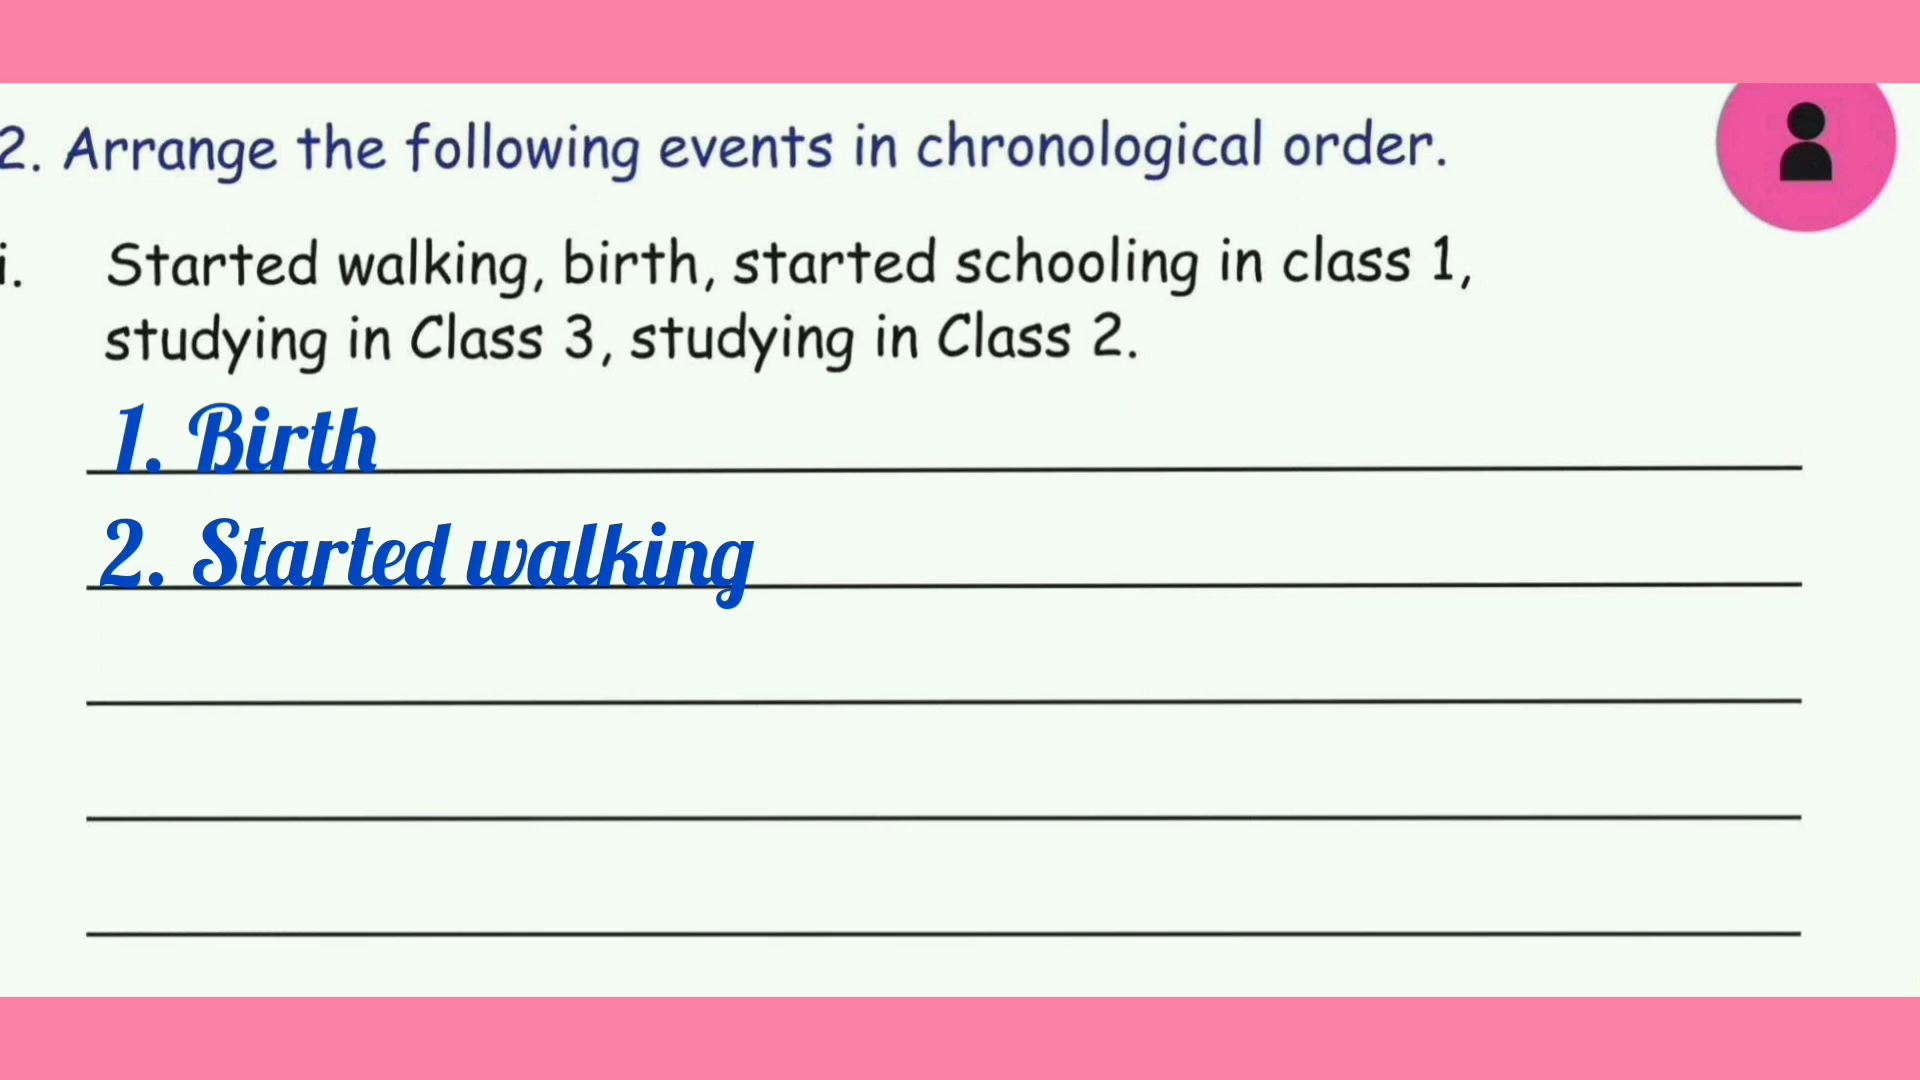 2. Arrange the following events in chronological order.
i. Started walking, birth, started schooling in class 1,
studying in Class 3, studying in Class 2.
1. Birth
2. Started walking